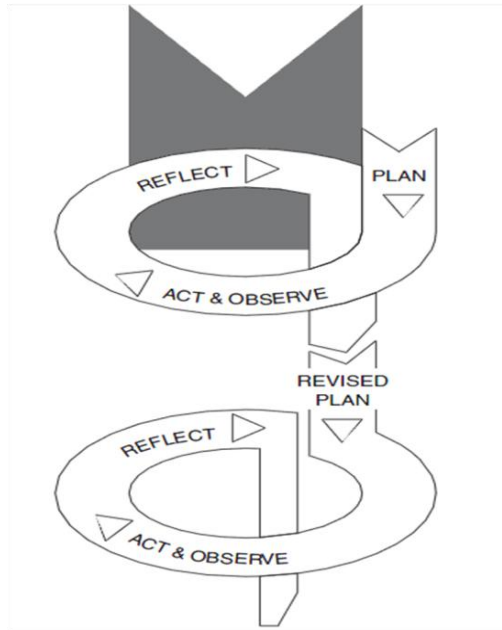 REFLECT
PLAN
ACT & OBSERVE
REVISED
PLAN
REFLECT
ACT & OBSERVE